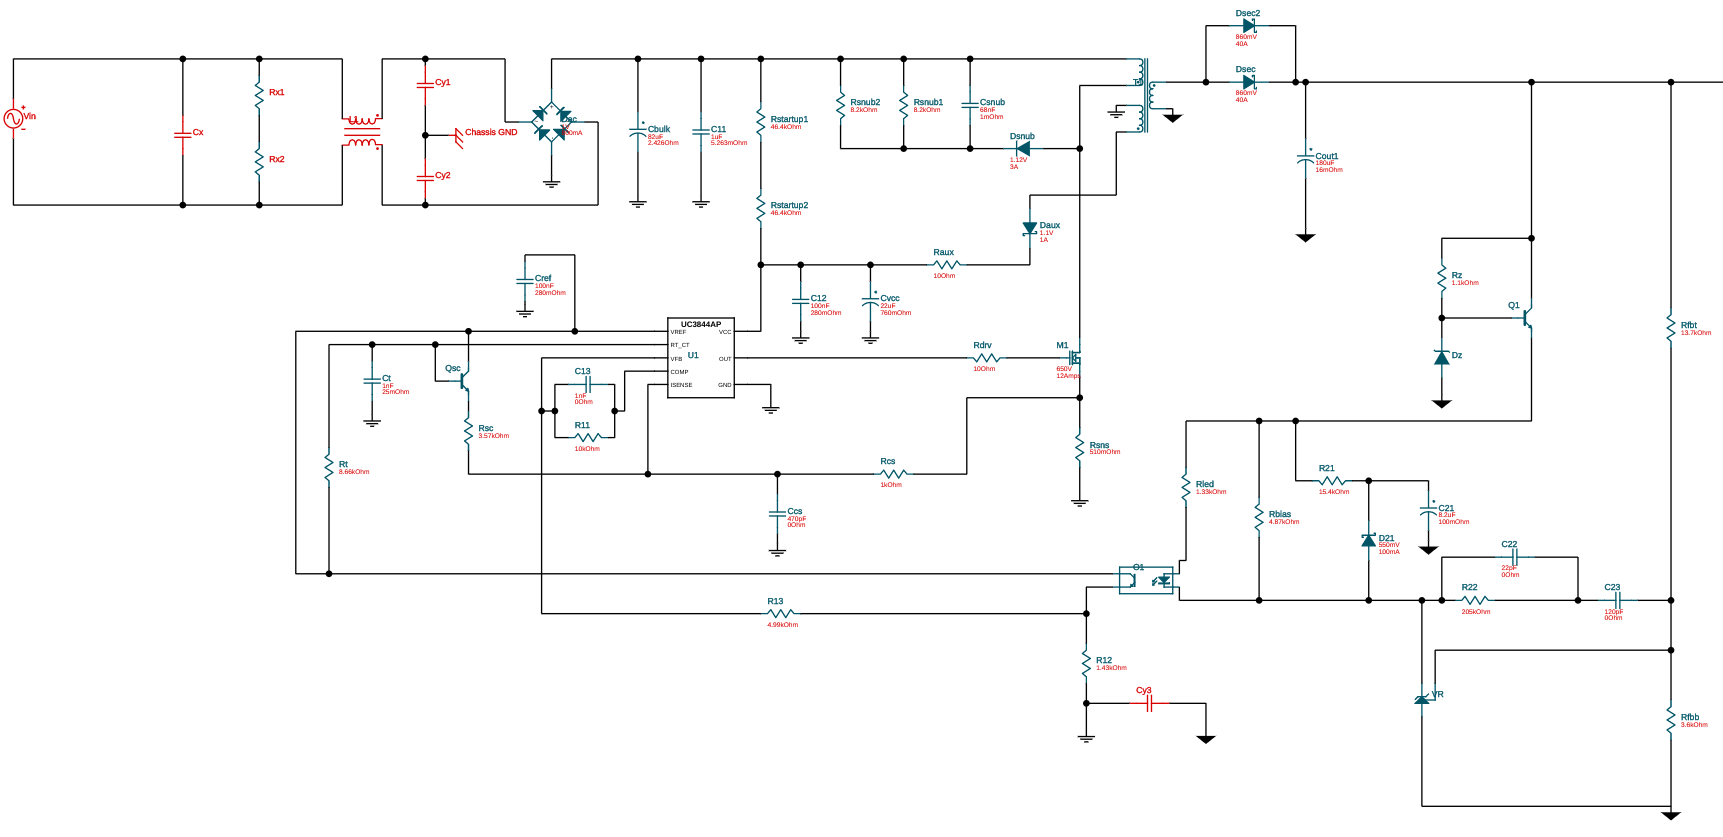 Dsec2
860mV
40A
Dsec
860mV
40A
Vin
Cx
Rx1
Rx2
Cy1
Chassis GND
Cy2
Cbulk
82uF
2.426Ohm
C11
1uF
5.263mOhm
Rstartup1
46.4kOhm
Rstartup2
46.4kOhm
Rsnub2
8.2kOhm
Rsnub1
8.2kOhm
Csnub
68nF
1mOhm
Dsnub
1.12V
3A
Cout1
180uF
16mOhm
Daux
1.1V
1A
Raux
10Ohm
Cref
100nF
280mOhm
C12
100nF
280mOhm
Cvcc
22uF
760mOhm
Rz
1.1kOhm
Q1
Dz
Rfbt
13.7kOhm
UC3844AP
VREF
RT_CT
VFB
COMP
ISENSE
VCC
OUT
GND
U1
Rdrv
10Ohm
M1
650V
12Amps
Ct
1nF
25mOhm
Qsc
Rsc
3.57kOhm
C13
1nF
0Ohm
R11
10kOhm
Rt
8.66kOhm
Rcs
1kOhm
Rsns
510mOhm
Ccs
470pF
0Ohm
Rled
1.33kOhm
Rbias
4.87kOhm
R21
15.4kOhm
D21
550mV
100mA
C21
8.2uF
100mOhm
O1
C22
22pF
0Ohm
R22
205kOhm
C23
120pF
0Ohm
R13
4.99kOhm
R12
1.43kOhm
Cy3
VR
Rfbb
3.6kOhm